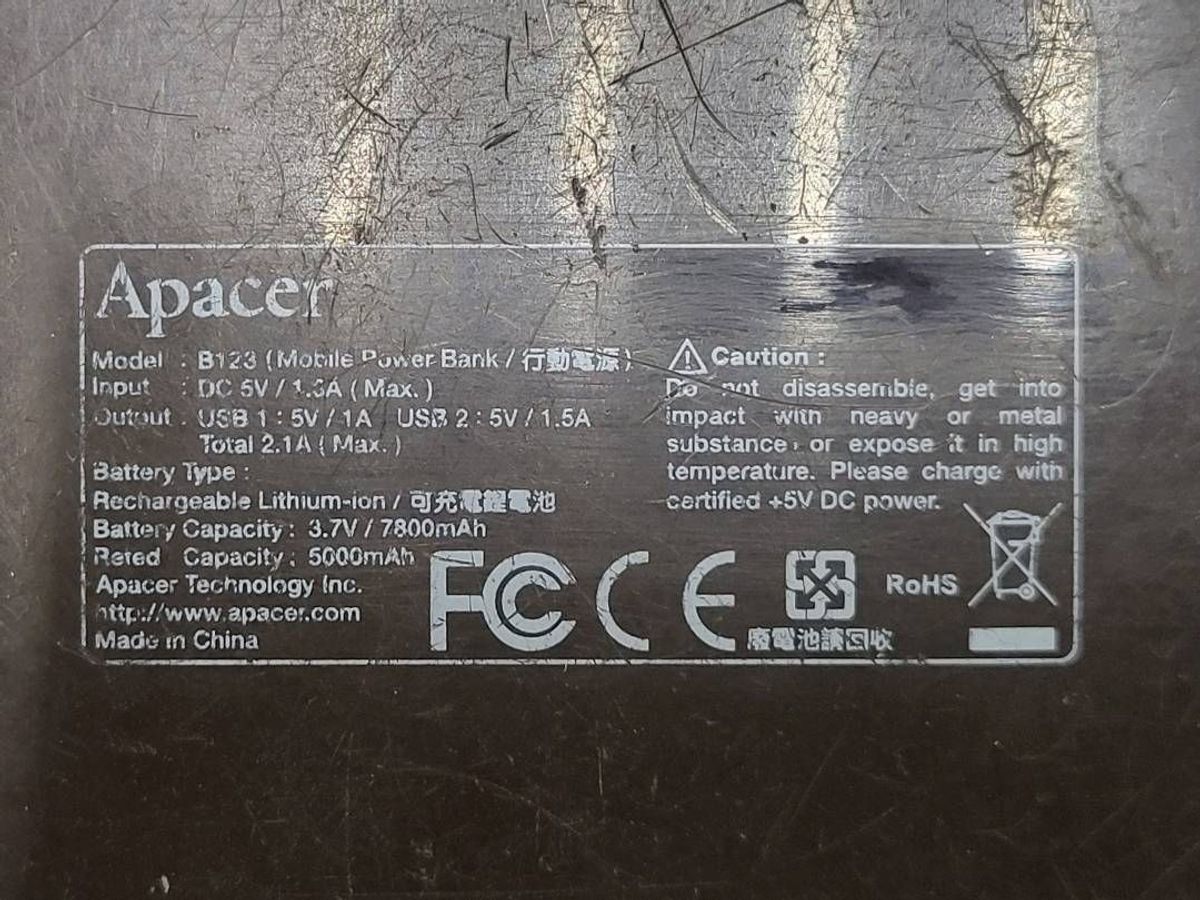 Apacer
Model : B123 (Mobile Power Bank / 行動電源)
Input : DC 5V / 1.5A ( Max. )
Output : USB 1 : 5V / 1A USB 2 : 5V / 1.5A
Total 2.1A ( Max. )
Battery Type :
Rechargeable Lithium-ion / 可充電鋰電池
Battery Capacity : 3.7V / 7800mAh
Rated Capacity : 5000mAh
Apacer Technology Inc.
http://www.apacer.com
Made in China
Caution :
Do not disassemble, get into
impact with heavy or metal
substance, or expose it in high
temperature. Please charge with
certified +5V DC power.
FC CE
RoHS
廢電池請回收